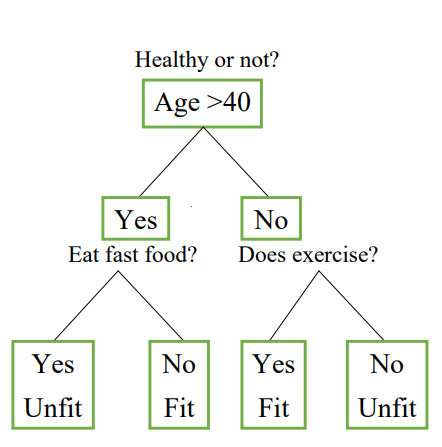 Healthy or not?
Age >40
Yes No
Eat fast food? Does exercise?
Yes No Yes No
Unfit Fit Fit Unfit